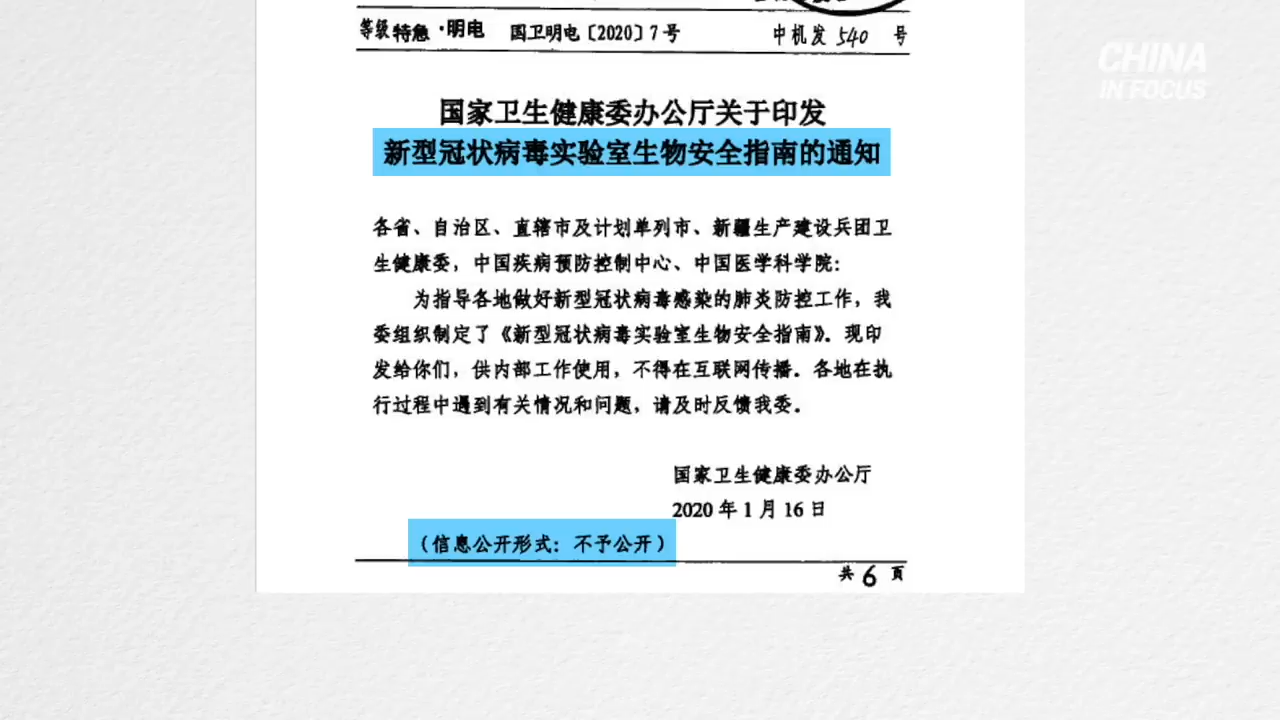 等级 特急·明电 国卫明电〔2020〕7号 中机发 540 号
CHINA
IN FOCUS
国家卫生健康委办公厅关于印发
新型冠状病毒实验室生物安全指南的通知
各省、自治区、直辖市及计划单列市、新疆生产建设兵团卫
生健康委，中国疾病预防控制中心、中国医学科学院：
为指导各地做好新型冠状病毒感染的肺炎防控工作，我
委组织制定了《新型冠状病毒实验室生物安全指南》。现印
发给你们，供内部工作使用，不得在互联网传播。各地在执
行过程中遇到有关情况和问题，请及时反馈我委。
国家卫生健康委办公厅
2020 年 1 月 16 日
（信息公开形式：不予公开）
共 6 页